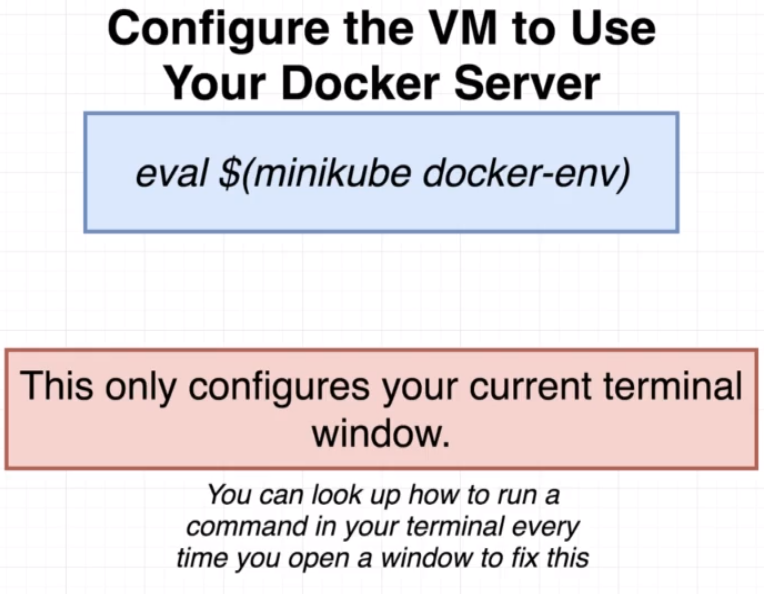 Configure the VM to Use
Your Docker Server
eval $(minikube docker-env)
This only configures your current terminal
window.
You can look up how to run a
command in your terminal every
time you open a window to fix this